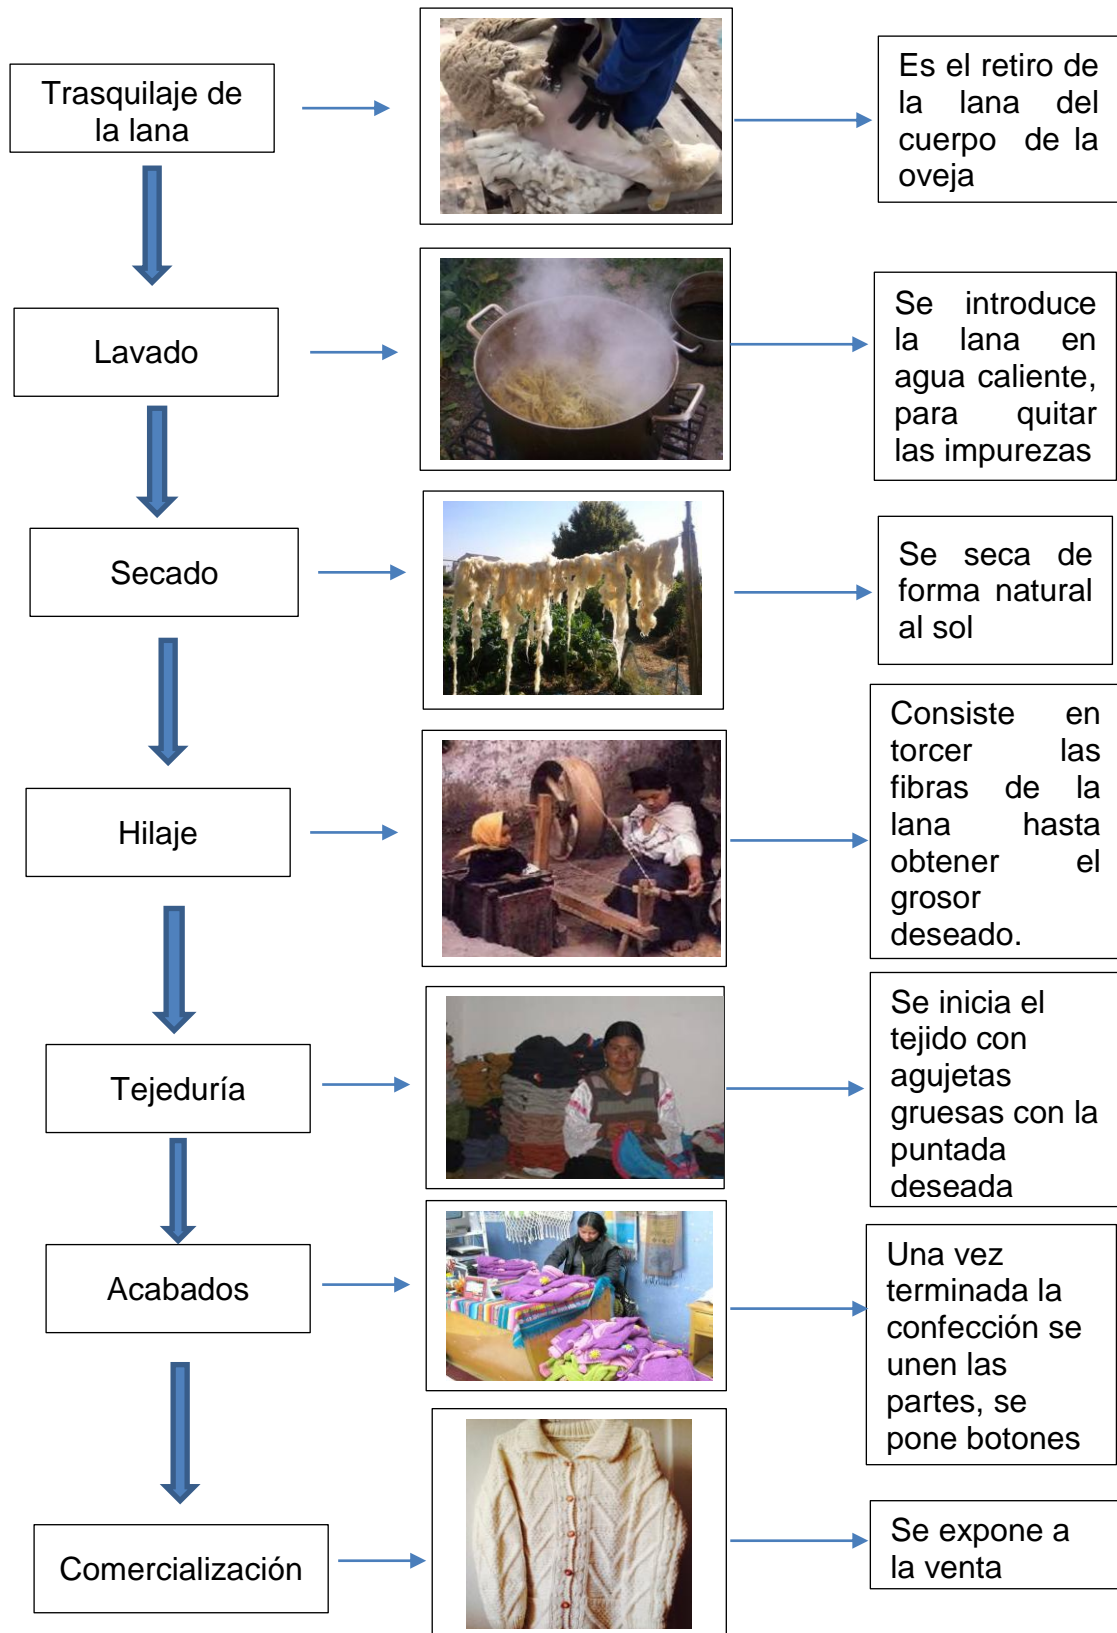 Trasquilaje de
la lana
Es el retiro de
la lana del
cuerpo de la
oveja
Lavado
Se introduce
la lana en
agua caliente,
para quitar
las impurezas
Secado
Se seca de
forma natural
al sol
Hilaje
Consiste en
torcer las
fibras de la
lana hasta
obtener el
grosor
deseado.
Tejeduría
Se inicia el
tejido con
agujetas
gruesas con la
puntada
deseada
Acabados
Una vez
terminada la
confección se
unen las
partes, se
pone botones
Comercialización
Se expone a
la venta